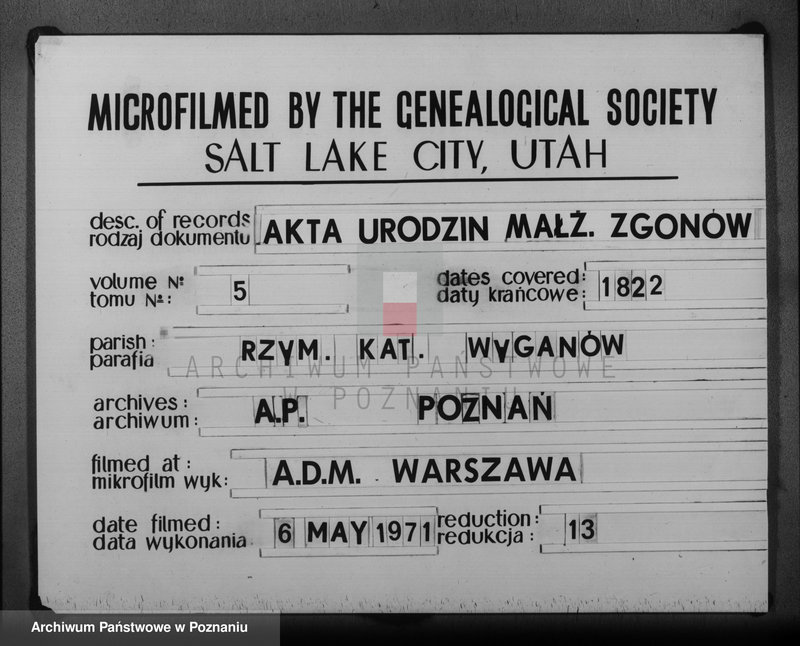 MICROFILMED BY THE GENEALOGICAL SOCIETY
SALT LAKE CITY, UTAH
desc. of records
rodzaj dokumentu AKTA URODZIN MAŁŻ. ZGONÓW
volume № 
tomu №: 5
dates covered:
daty krańcowe: 1822
parish:
parafia RZYM. KAT. WYGANÓW
ARCHIWUM PAŃSTWOWE
W POZNANIU
archives:
archiwum: A.P. POZNAŃ
filmed at:
mikrofilm wyk: A.D.M. WARSZAWA
date filmed:
data wykonania 6 MAY 1971
reduction:
redukcja: 13
Archiwum Państwowe w Poznaniu